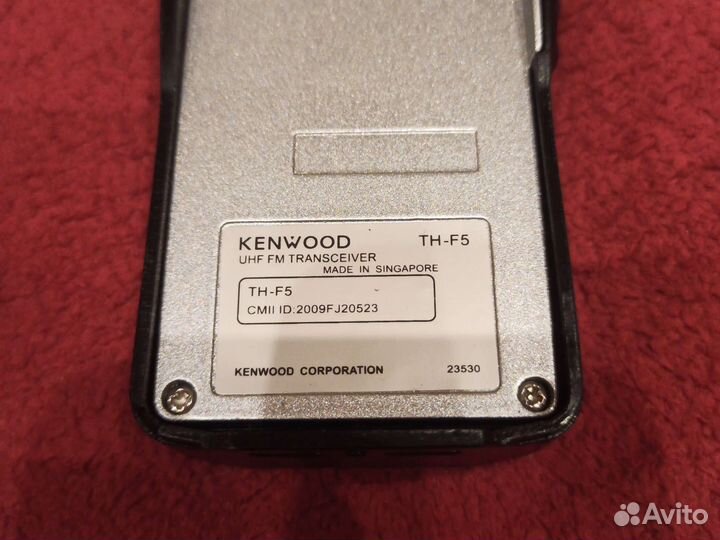 KENWOOD TH-F5
UHF FM TRANSCEIVER
MADE IN SINGAPORE
TH-F5
CMII ID:2009FJ20523
KENWOOD CORPORATION 23530
Avito